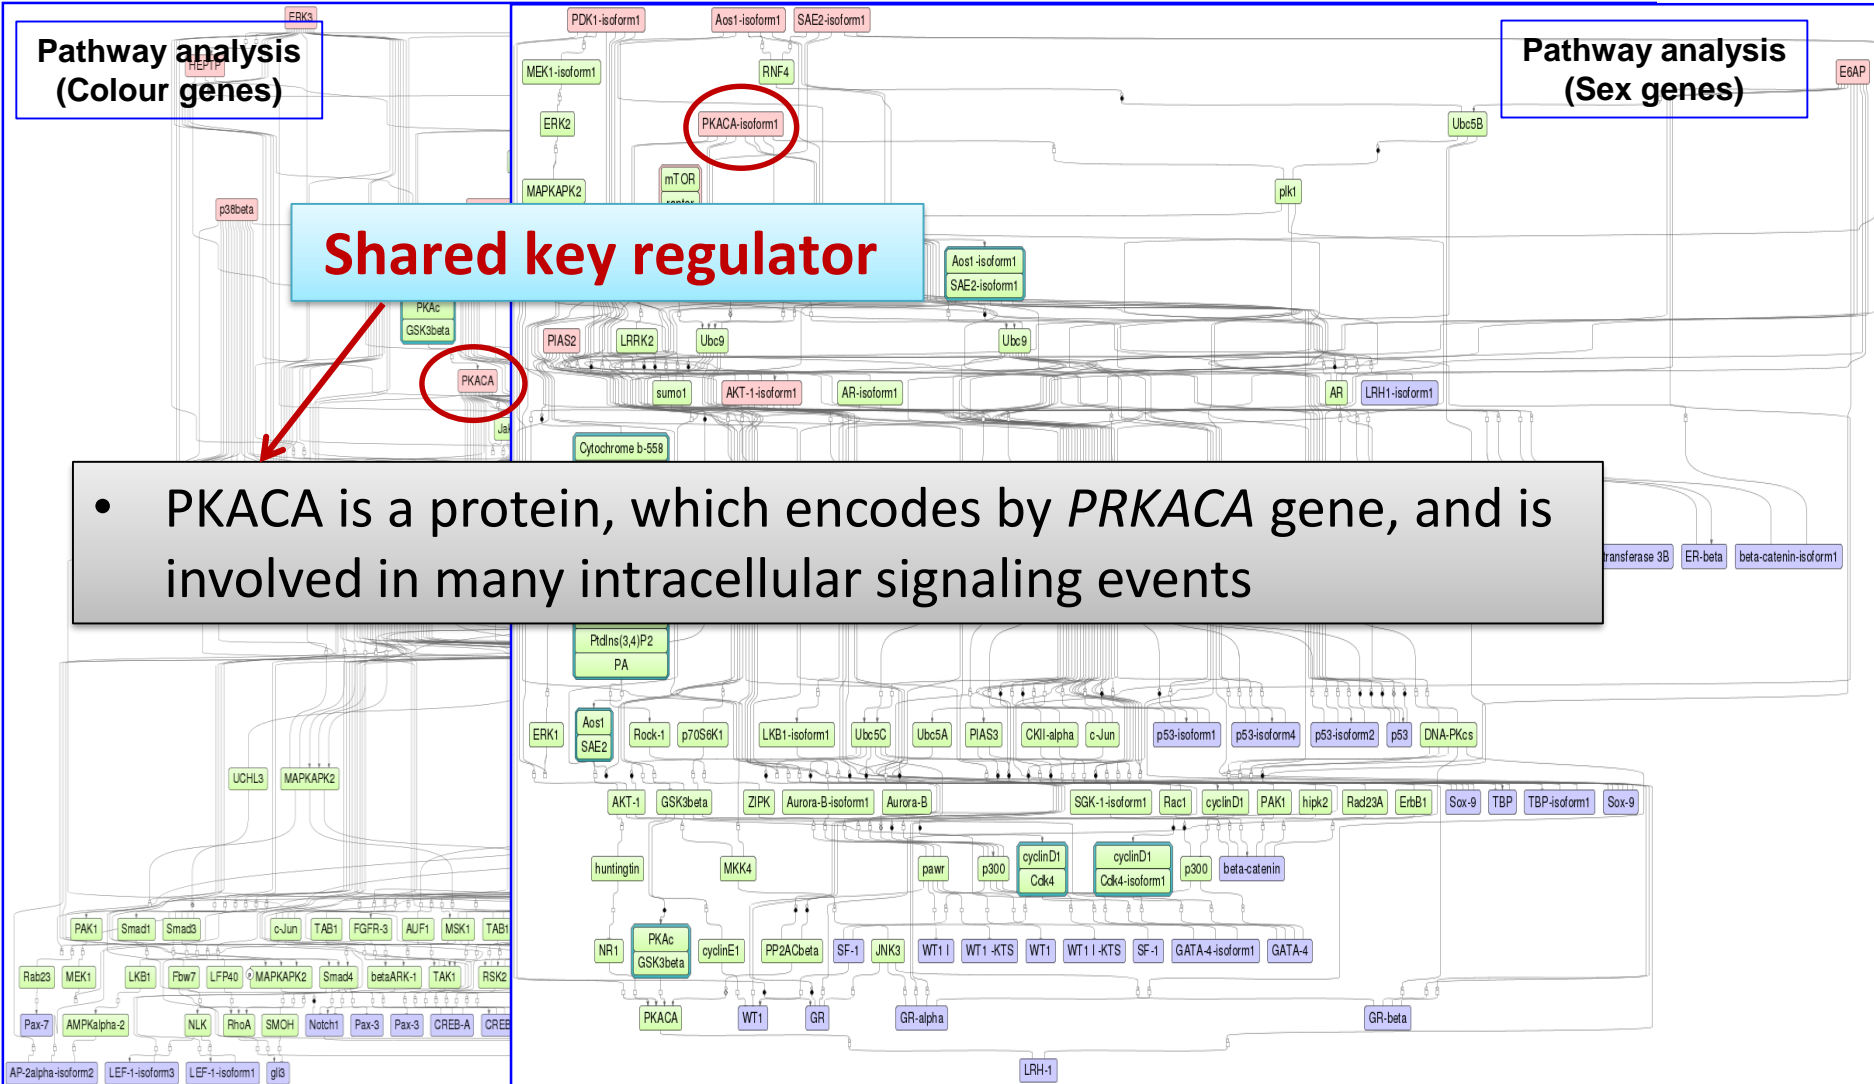 ERK3
Pathway analysis
(Colour genes)
HEPTP
p38beta
PKAc
GSK3beta
PKACA
Jak
UCHL3
MAPKAPK2
PAK1
Smad1
Smad3
c-Jun
TAB1
FGFR-3
AUF1
MSK1
TAB1
Rab23
MEK1
LKB1
Fbw7
LFP40
p
MAPKAPK2
Smad4
betaARK-1
TAK1
RSK2
Pax-7
AMPKalpha-2
NLK
RhoA
SMOH
Notch1
Pax-3
Pax-3
CREB-A
CREB
AP-2alpha-isoform2
LEF-1-isoform3
LEF-1-isoform1
gli3
PDK1-isoform1
Aos1-isoform1
SAE2-isoform1
Pathway analysis
(Sex genes)
E6AP
MEK1-isoform1
RNF4
ERK2
PKACA-isoform1
Ubc5B
MAPKAPK2
mTOR
raptor
plk1
Shared key regulator
Aos1-isoform1
SAE2-isoform1
PIAS2
LRRK2
Ubc9
Ubc9
sumo1
AKT-1-isoform1
AR-isoform1
AR
LRH1-isoform1
Cytochrome b-558
• PKACA is a protein, which encodes by PRKACA gene, and is
involved in many intracellular signaling events
transferase 3B
ER-beta
beta-catenin-isoform1
PtdIns(3,4)P2
PA
ERK1
Aos1
SAE2
Rock-1
p70S6K1
LKB1-isoform1
Ubc5C
Ubc5A
PIAS3
CKII-alpha
c-Jun
p53-isoform1
p53-isoform4
p53-isoform2
p53
DNA-PKcs
AKT-1
GSK3beta
ZIPK
Aurora-B-isoform1
Aurora-B
SGK-1-isoform1
Rac1
cyclinD1
PAK1
hipk2
Rad23A
ErbB1
Sox-9
TBP
TBP-isoform1
Sox-9
huntingtin
MKK4
pawr
p300
cyclinD1
Cdk4
cyclinD1
Cdk4-isoform1
p300
beta-catenin
NR1
PKAc
GSK3beta
cyclinE1
PP2ACbeta
SF-1
JNK3
WT1 I
WT1 -KTS
WT1
WT1 I -KTS
SF-1
GATA-4-isoform1
GATA-4
PKACA
WT1
GR
GR-alpha
GR-beta
LRH-1